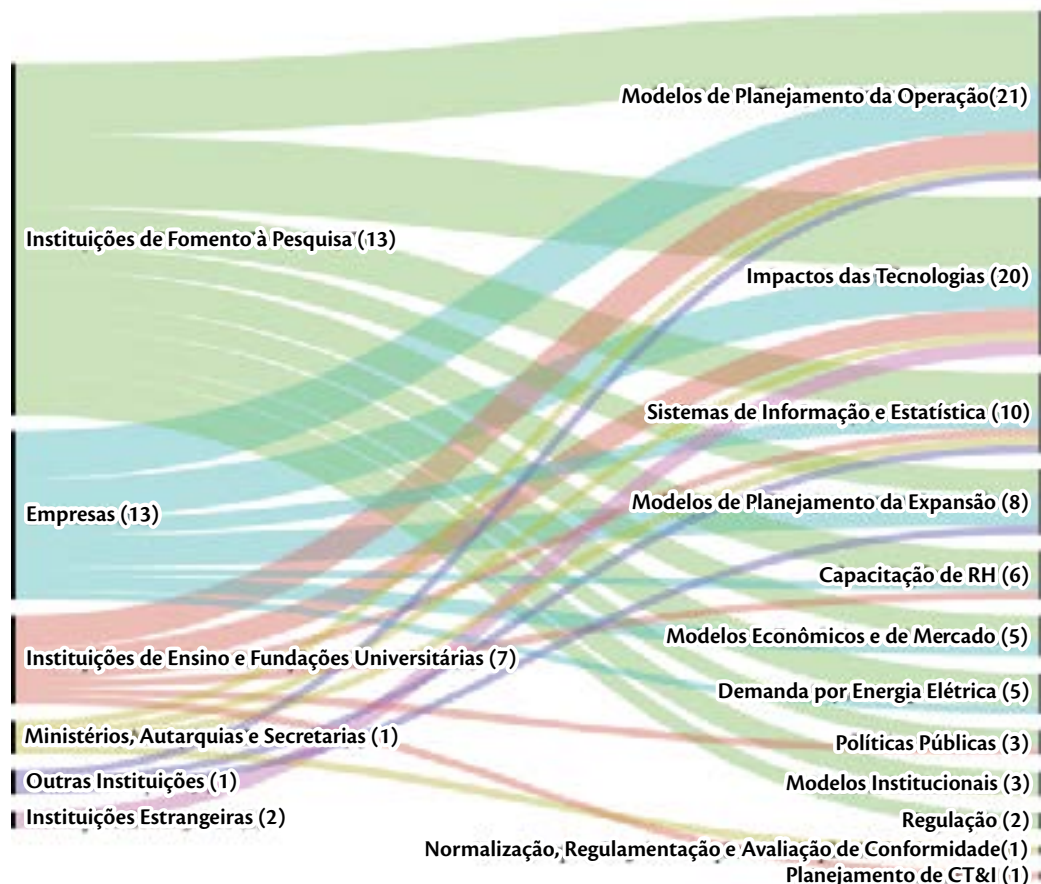 Instituições de Fomento à Pesquisa (13)
Empresas (13)
Instituições de Ensino e Fundações Universitárias (7)
Ministérios, Autarquias e Secretarias (1)
Outras Instituições (1)
Instituições Estrangeiras (2)
Modelos de Planejamento da Operação(21)
Impactos das Tecnologias (20)
Sistemas de Informação e Estatística (10)
Modelos de Planejamento da Expansão (8)
Capacitação de RH (6)
Modelos Econômicos e de Mercado (5)
Demanda por Energia Elétrica (5)
Políticas Públicas (3)
Modelos Institucionais (3)
Regulação (2)
Normalização, Regulamentação e Avaliação de Conformidade(1)
Planejamento de CT&I (1)